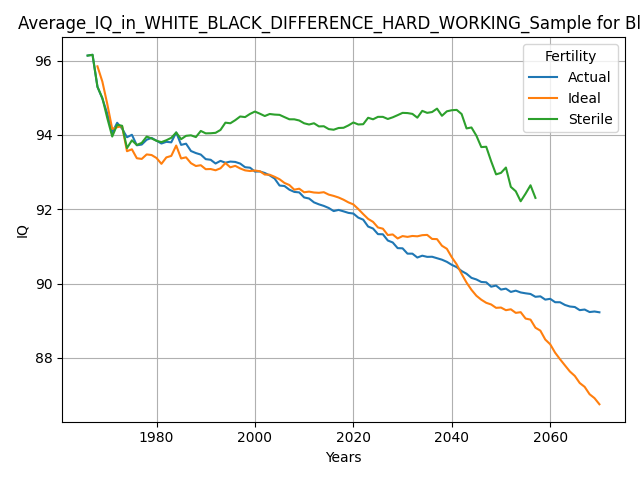 Average_IQ_in_WHITE_BLACK_DIFFERENCE_HARD_WORKING_Sample for Bl
Fertility
Actual
Ideal
Sterile
96
94
92
90
88
IQ
1980 2000 2020 2040 2060
Years